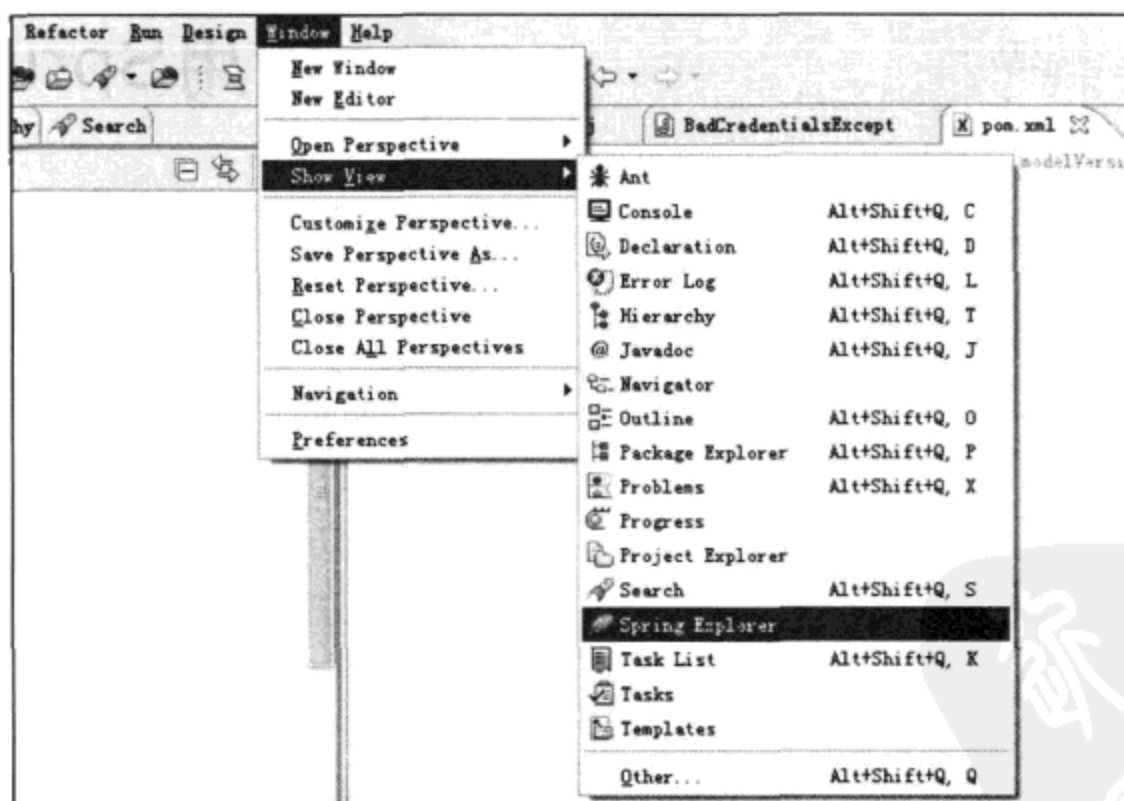 Refactor Run Design Window Help
hy Search
BadCredentialsExcept
pom.xml
New Window
New Editor
Open Perspective
Show View
Customize Perspective...
Save Perspective As...
Reset Perspective...
Close Perspective
Close All Perspectives
Navigation
Preferences
modelVersi
Ant
Console Alt+Shift+Q, C
Declaration Alt+Shift+Q, D
Error Log Alt+Shift+Q, L
Hierarchy Alt+Shift+Q, T
Javadoc Alt+Shift+Q, J
Navigator
Outline Alt+Shift+Q, O
Package Explorer Alt+Shift+Q, P
Problems Alt+Shift+Q, X
Progress
Project Explorer
Search Alt+Shift+Q, S
Spring Explorer
Task List Alt+Shift+Q, K
Tasks
Templates
Other... Alt+Shift+Q, Q